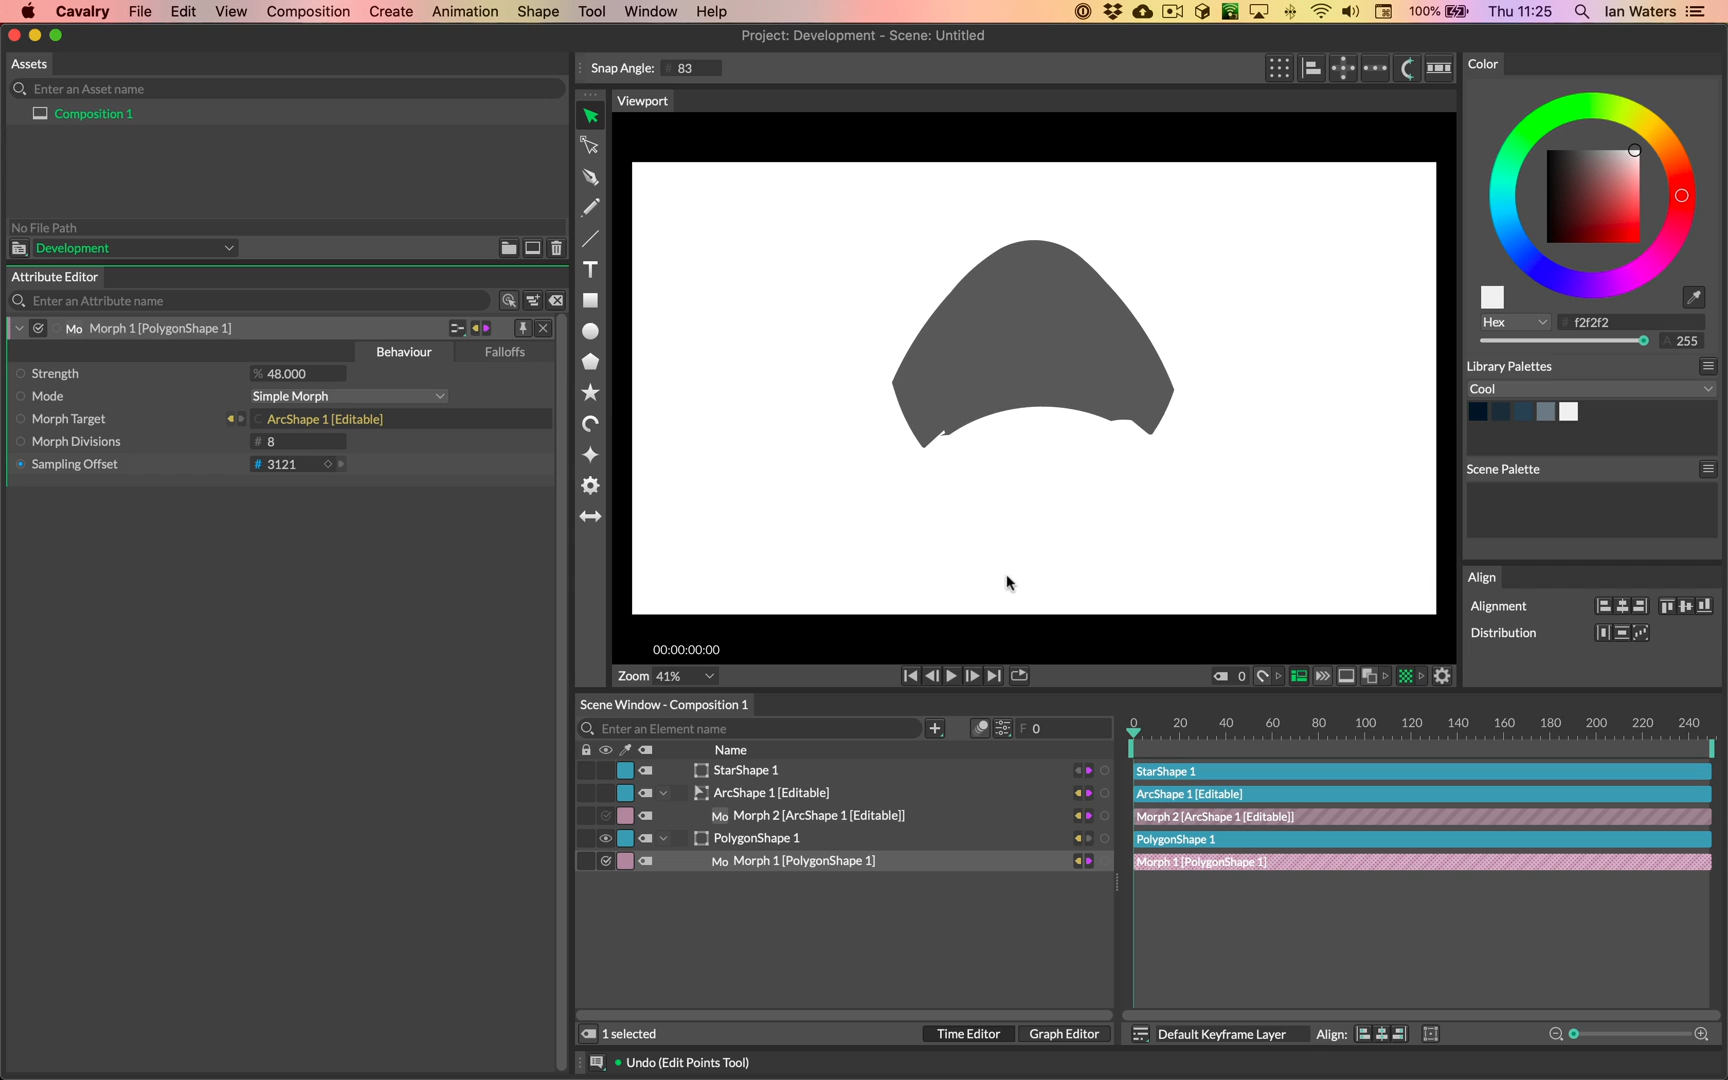 Cavalry File Edit View Composition Create Animation Shape Tool Window Help 100% Thu 11:25 Ian Waters
Project: Development - Scene: Untitled
Assets
Enter an Asset name
Composition 1
No File Path
Development
Attribute Editor
Enter an Attribute name
Mo Morph 1 [PolygonShape 1]
Behaviour Falloffs
Strength % 48.000
Mode Simple Morph
Morph Target ArcShape 1 [Editable]
Morph Divisions # 8
Sampling Offset # 3121
Snap Angle: # 83
Viewport
00:00:00:00
Zoom 41%
0
Color
Hex # f2f2f2
A 255
Library Palettes
Cool
Scene Palette
Align
Alignment
Distribution
Scene Window - Composition 1
Enter an Element name F 0
Name
StarShape 1
ArcShape 1 [Editable]
Mo Morph 2 [ArcShape 1 [Editable]]
PolygonShape 1
Mo Morph 1 [PolygonShape 1]
0 20 40 60 80 100 120 140 160 180 200 220 240
StarShape 1
ArcShape 1 [Editable]
Morph 2 [ArcShape 1 [Editable]]
PolygonShape 1
Morph 1 [PolygonShape 1]
1 selected
Time Editor Graph Editor
Default Keyframe Layer Align:
Undo (Edit Points Tool)